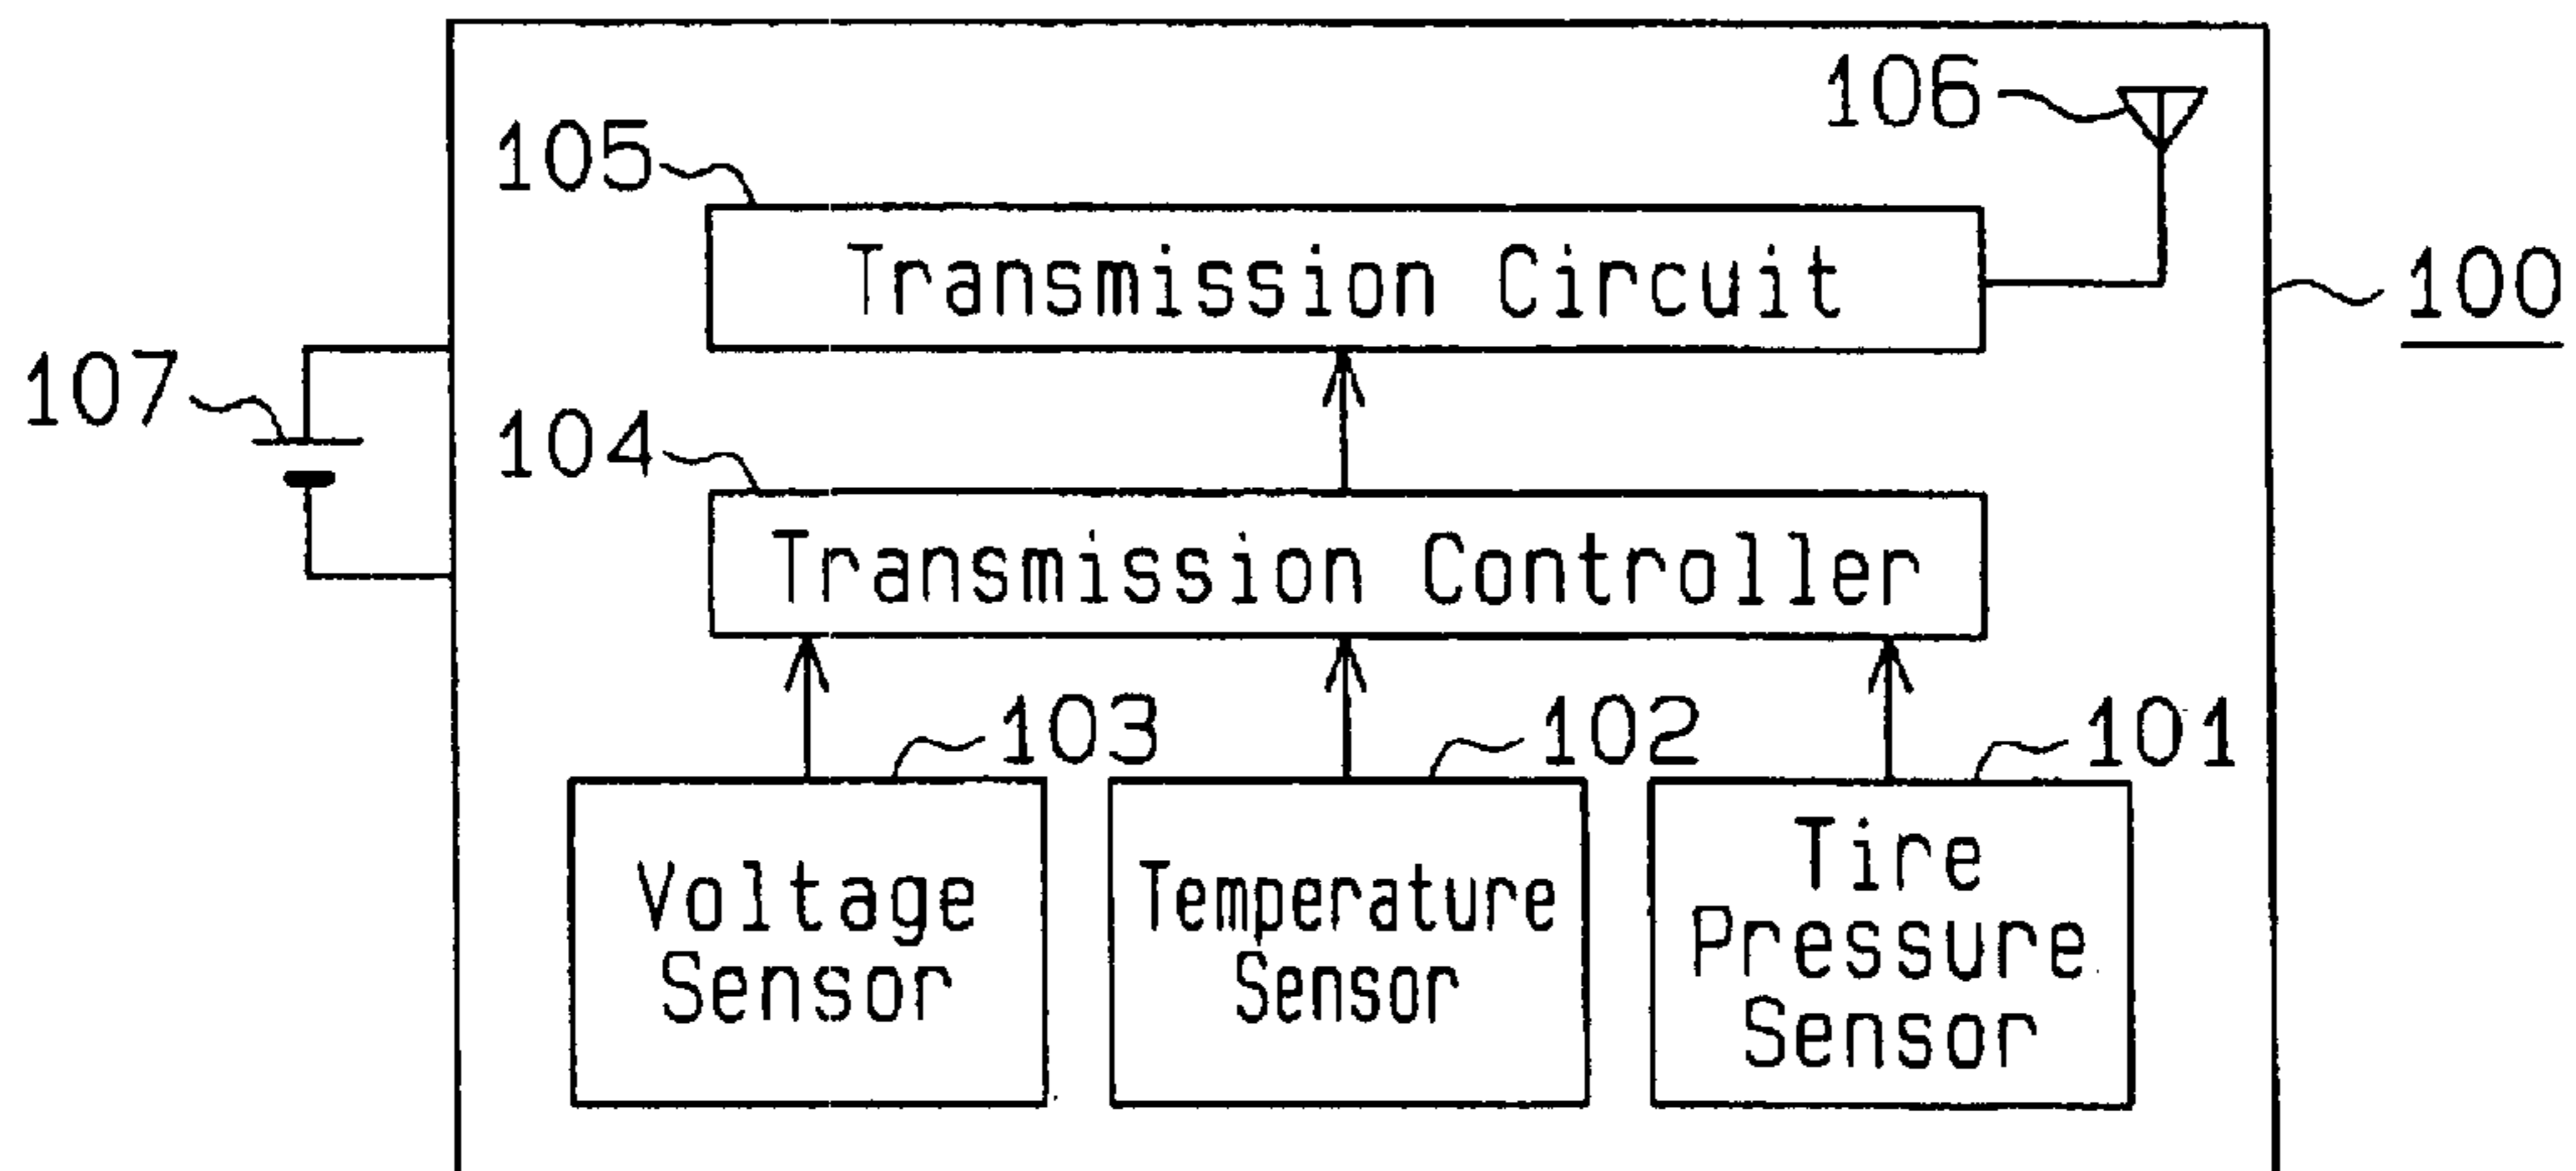 106
105
Transmission Circuit
100
107
104
Transmission Controller
103
102
101
Voltage
Sensor
Temperature
Sensor
Tire
Pressure
Sensor